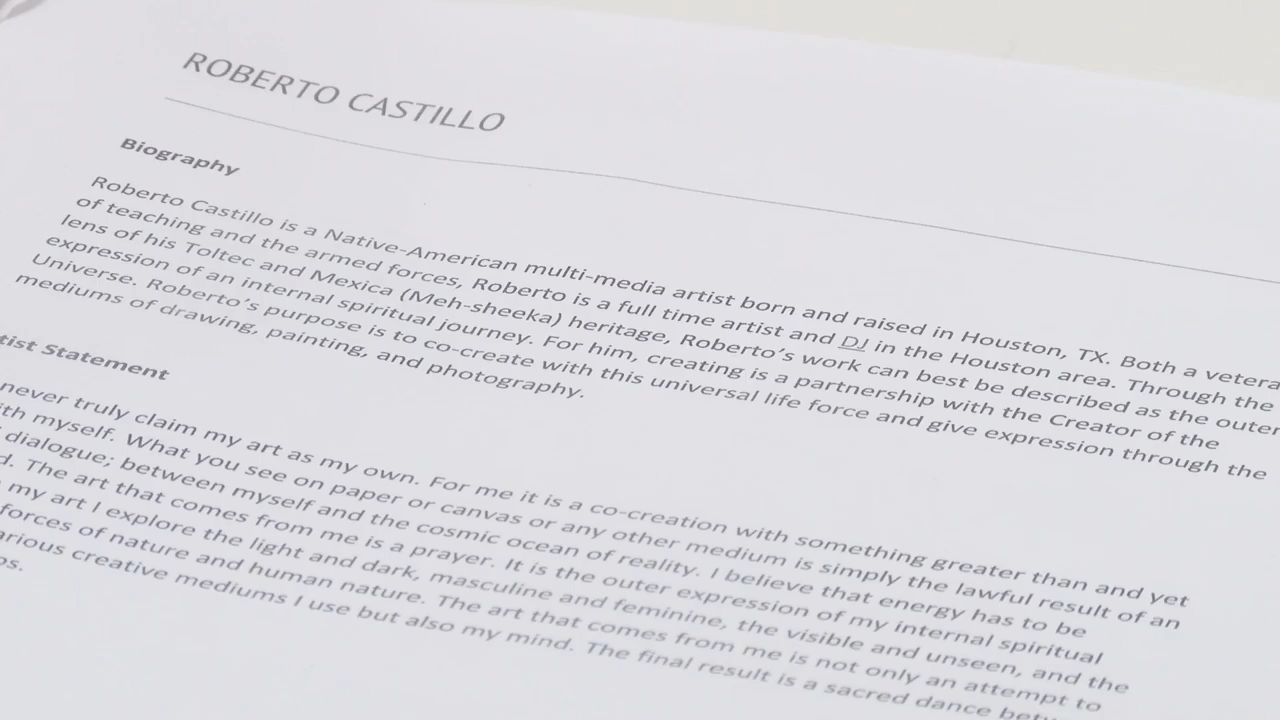 ROBERTO CASTILLO
Biography
Roberto Castillo is a Native-American multi-media artist born and raised in Houston, TX. Both a
of teaching and the armed forces, Roberto is a full time artist and DJ in the Houston area. Through the
lens of his Toltec and Mexica (Meh-sheeka) heritage, Roberto's work can best be described as the outer
expression of an internal spiritual journey. For him, creating is a partnership with the Creator of the
Universe. Roberto's purpose is to co-create with this universal life force and give expression through the
mediums of drawing, painting, and photography.
Statement
never truly claim my art as my own. For me it is a co-creation with something greater than and yet
myself. What you see on paper or canvas or any other medium is simply the lawful result of an
dialogue; between myself and the cosmic ocean of reality. I believe that energy has to be
The art that comes from me is a prayer. It is the outer expression of my internal spiritual
my art I explore the light and dark, masculine and feminine, the visible and unseen, and the
forces of nature and human nature. The art that comes from me is not only an attempt to
creative mediums I use but also my mind. The final result is a sacred dance